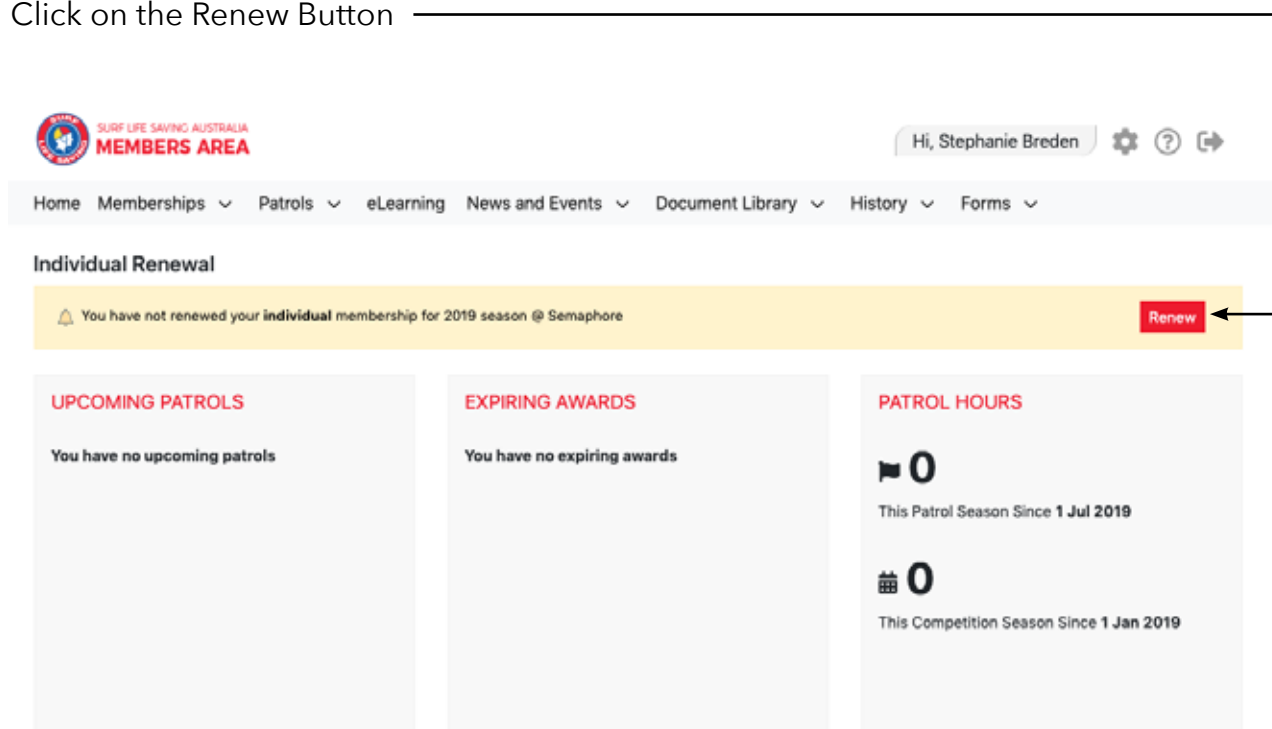 Click on the Renew Button
SURF LIFE SAVING AUSTRALIA
MEMBERS AREA
Hi, Stephanie Breden
Home Memberships Patrols eLearning News and Events Document Library History Forms
Individual Renewal
You have not renewed your individual membership for 2019 season @ Semaphore
Renew
UPCOMING PATROLS
You have no upcoming patrols
EXPIRING AWARDS
You have no expiring awards
PATROL HOURS
0
This Patrol Season Since 1 Jul 2019
0
This Competition Season Since 1 Jan 2019